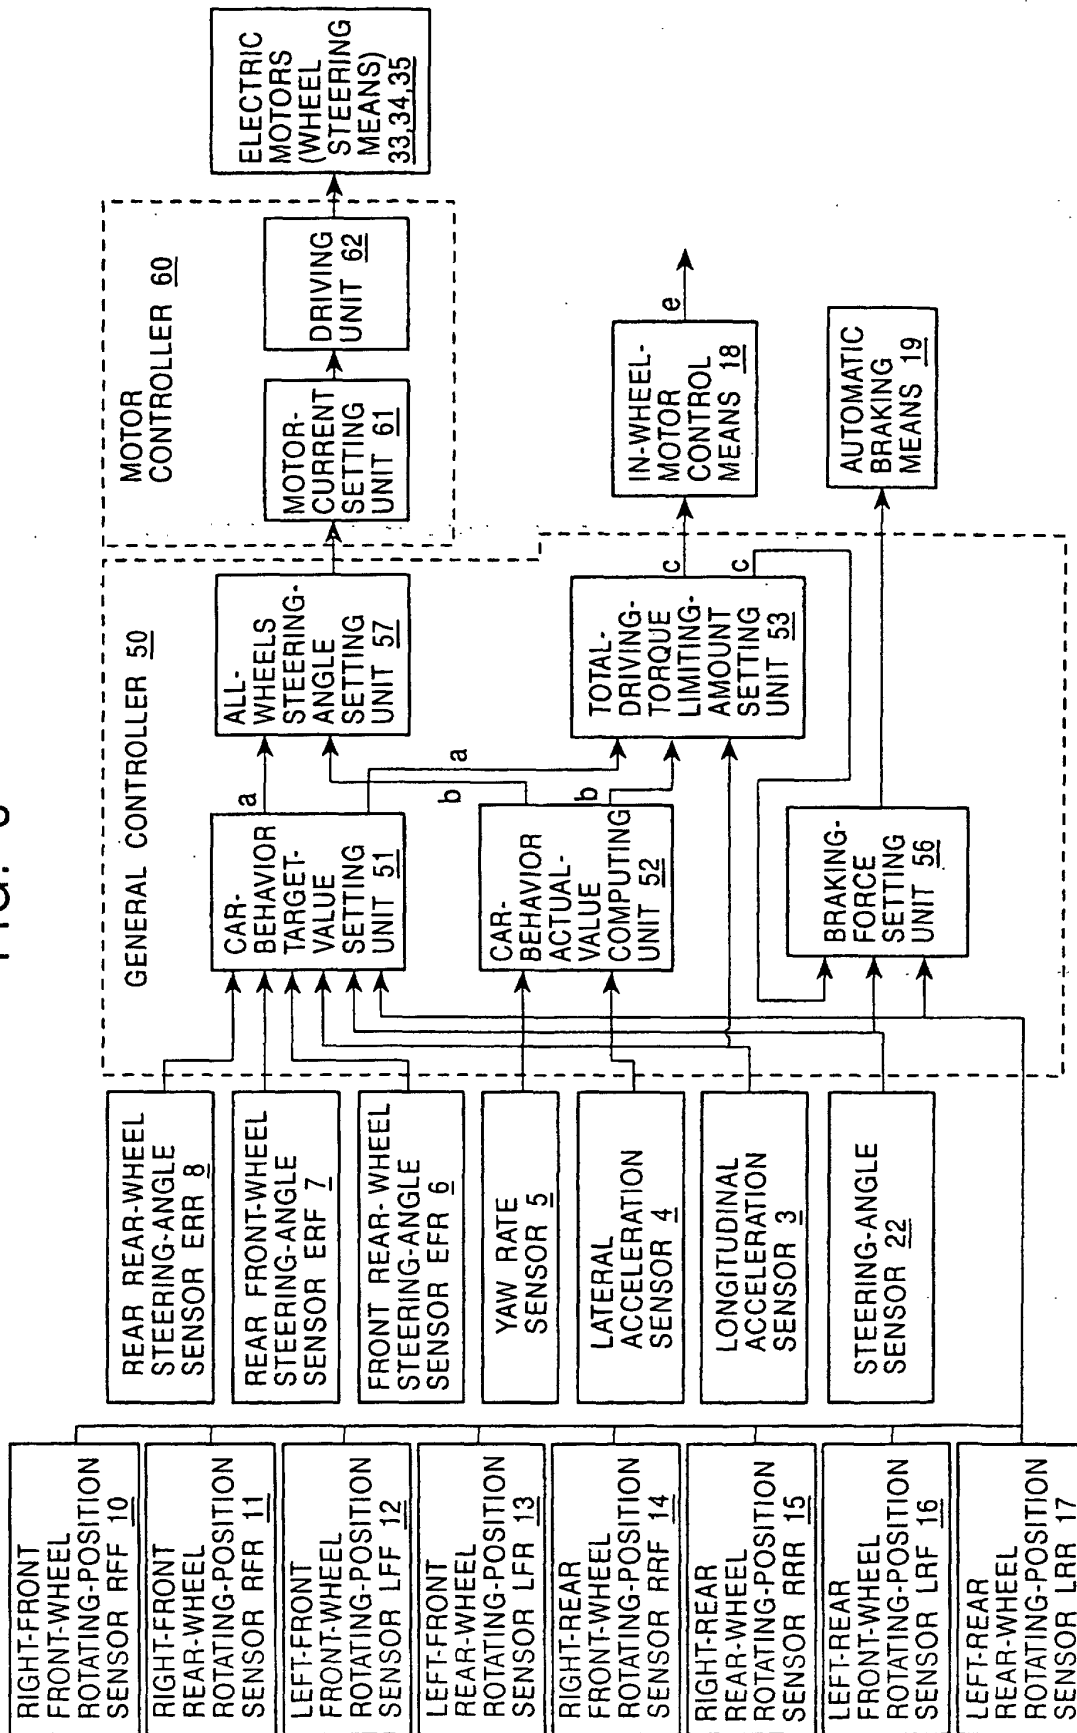 FIG. 6
RIGHT-FRONT
FRONT-WHEEL
ROTATING-POSITION
SENSOR RFF 10
RIGHT-FRONT
REAR-WHEEL
ROTATING-POSITION
SENSOR RFR 11
LEFT-FRONT
FRONT-WHEEL
ROTATING-POSITION
SENSOR LFF 12
LEFT-FRONT
REAR-WHEEL
ROTATING-POSITION
SENSOR LFR 13
RIGHT-REAR
FRONT-WHEEL
ROTATING-POSITION
SENSOR RRF 14
RIGHT-REAR
REAR-WHEEL
ROTATING-POSITION
SENSOR RRR 15
LEFT-REAR
FRONT-WHEEL
ROTATING-POSITION
SENSOR LRF 16
LEFT-REAR
REAR-WHEEL
ROTATING-POSITION
SENSOR LRR 17
REAR REAR-WHEEL
STEERING-ANGLE
SENSOR ERR 8
REAR FRONT-WHEEL
STEERING-ANGLE
SENSOR ERF 7
FRONT REAR-WHEEL
STEERING-ANGLE
SENSOR EFR 6
YAW RATE
SENSOR 5
LATERAL
ACCELERATION
SENSOR 4
LONGITUDINAL
ACCELERATION
SENSOR 3
STEERING-ANGLE
SENSOR 22
GENERAL CONTROLLER 50
CAR-
BEHAVIOR
TARGET-
VALUE
SETTING
UNIT 51
CAR-
BEHAVIOR
ACTUAL-
VALUE
COMPUTING
UNIT 52
BRAKING-
FORCE
SETTING
UNIT 56
a
a
b
b
ALL-
WHEELS
STEERING-
ANGLE
SETTING
UNIT 57
TOTAL-
DRIVING-
TORQUE
LIMITING-
AMOUNT
SETTING
UNIT 53
c
c
MOTOR
CONTROLLER 60
MOTOR-
CURRENT
SETTING
UNIT 61
DRIVING
UNIT 62
IN-WHEEL-
MOTOR
CONTROL
MEANS 18
e
AUTOMATIC
BRAKING
MEANS 19
ELECTRIC
MOTORS
(WHEEL
STEERING
MEANS)
33,34,35